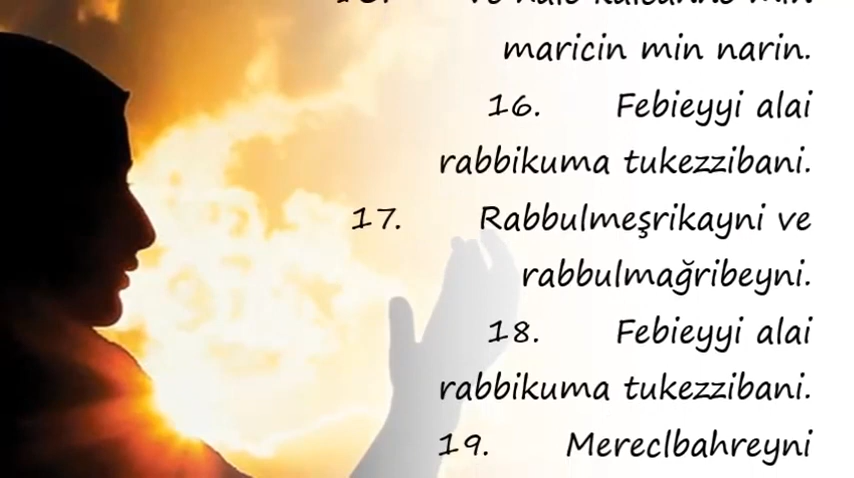 maricin min narin.
16. Febieyyi alai
rabbikuma tukezzibani.
17. Rabbulmeşrikayni ve
rabbulmağribeyni.
18. Febieyyi alai
rabbikuma tukezzibani.
19. Mereclbahreyni